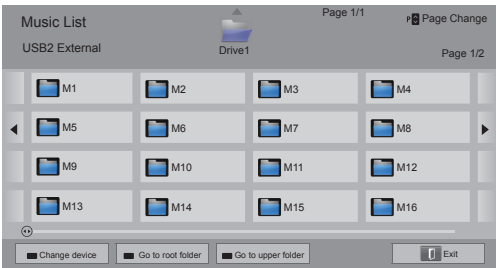 Music List
Page 1/1
P Page Change
USB2 External
Drive1
Page 1/2
M1 M2 M3 M4
M5 M6 M7 M8
M9 M10 M11 M12
M13 M14 M15 M16
Change device Go to root folder Go to upper folder Exit